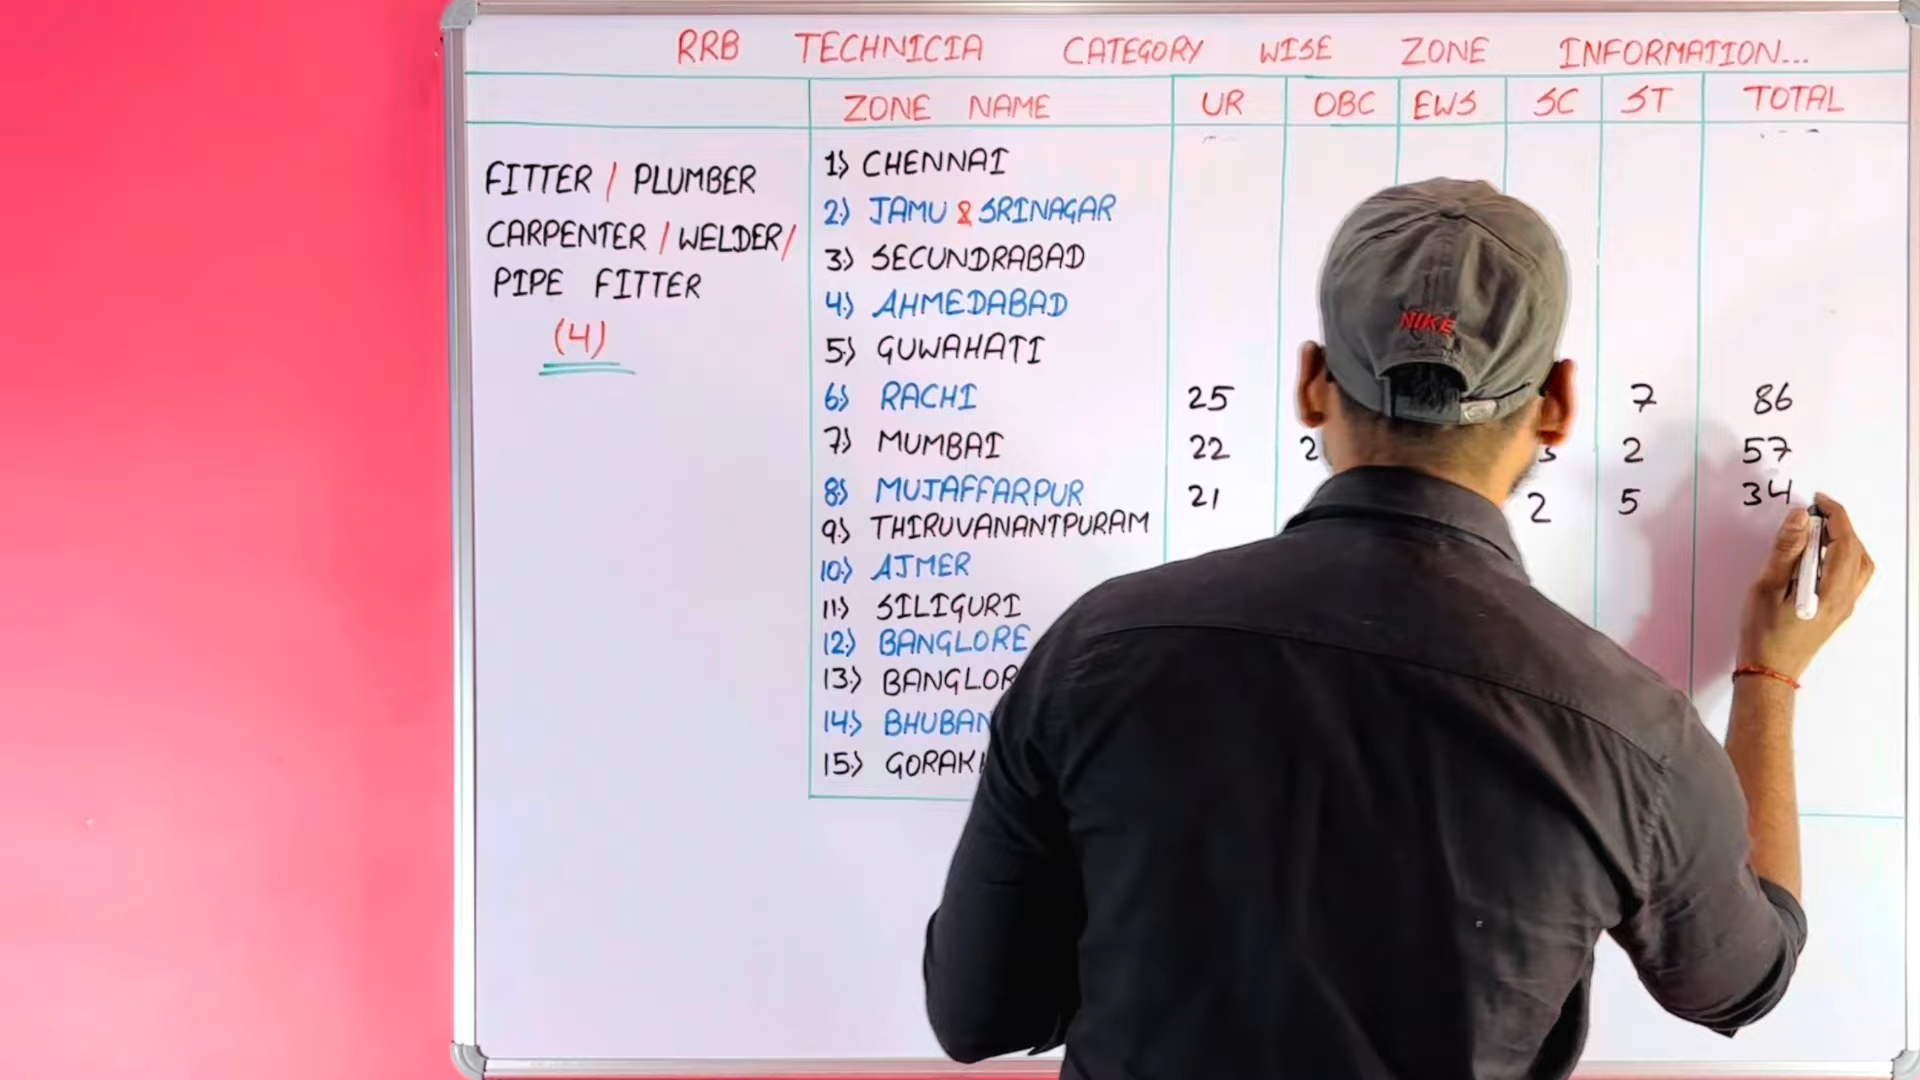 RRB TECHNICIA CATEGORY WISE ZONE INFORMATION...
ZONE NAME UR OBC EWS SC ST TOTAL
FITTER / PLUMBER
CARPENTER / WELDER/
PIPE FITTER
(4)
1) CHENNAI
2) JAMU & SRINAGAR
3) SECUNDRABAD
4) AHMEDABAD
5) GUWAHATI
6) RACHI 25 7 86
7) MUMBAI 22 2 57
8) MUJAFFARPUR 21 2 5 34
9) THIRUVANANTPURAM
10) AJMER
11) SILIGURI
12) BANGLORE
13) BANGLOR
14) BHUBAN
15) GORAK
NIKE